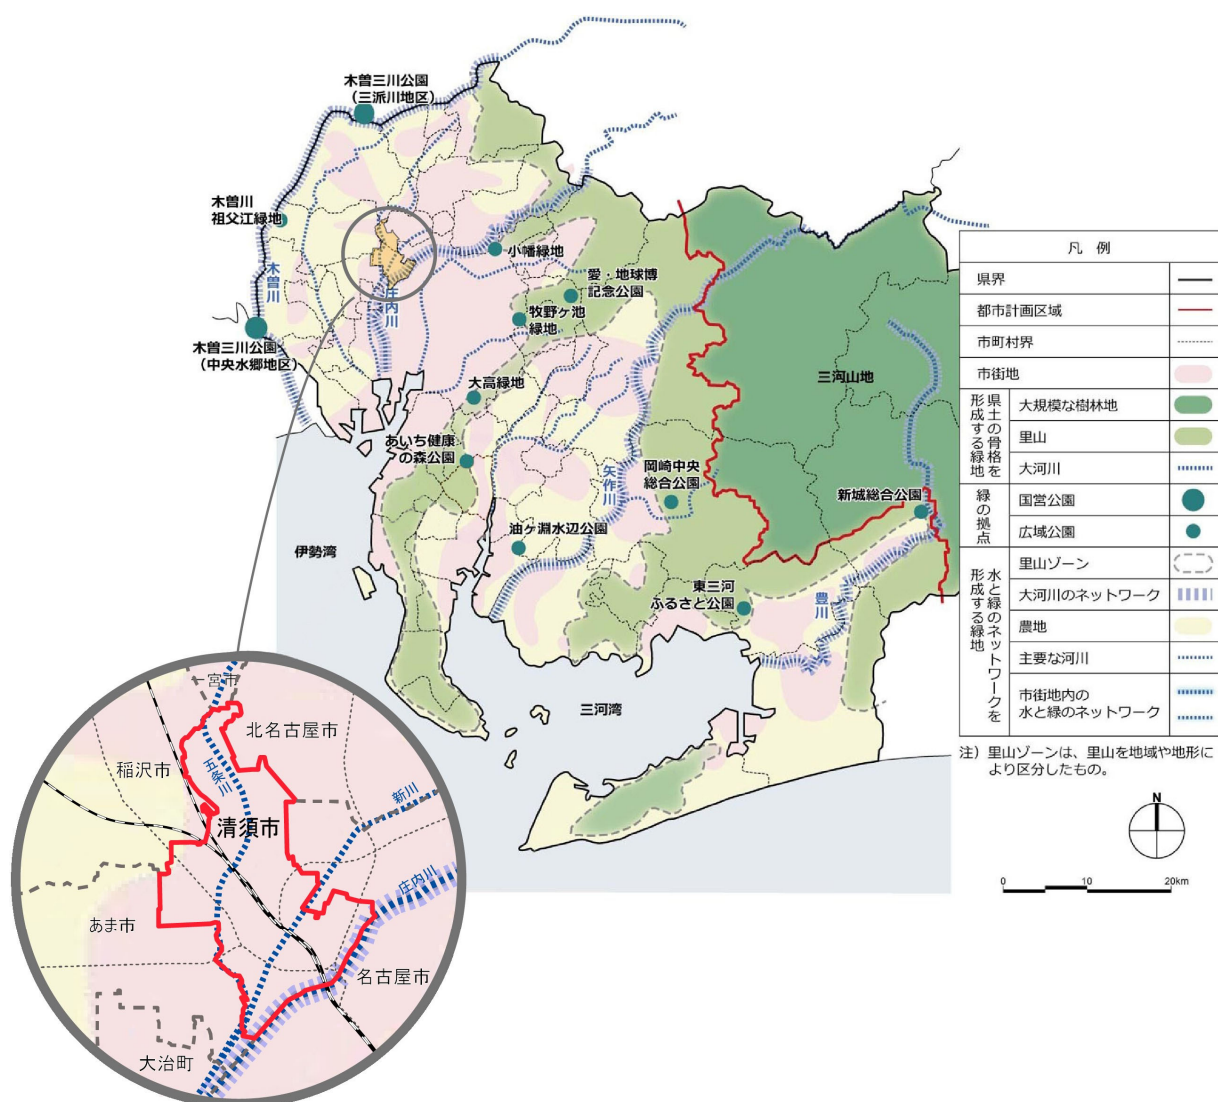 木曽三川公園
（三派川地区）
木曽川
祖父江緑地
木曽川
木曽三川公園
（中央水郷地区）
庄内川
小幡緑地
愛・地球博
記念公園
牧野ヶ池
緑地
大高緑地
あいち健康
の森公園
油ヶ淵水辺公園
矢作川
岡崎中央
総合公園
三河山地
新城総合公園
東三河
ふるさと公園
豊川
伊勢湾
三河湾
凡 例
県界
都市計画区域
市町村界
市街地
県土の骨格を
形成する緑地
大規模な樹林地
里山
大河川
緑の拠点
国営公園
広域公園
水と緑のネットワークを
形成する緑地
里山ゾーン
大河川のネットワーク
農地
主要な河川
市街地内の
水と緑のネットワーク
注）里山ゾーンは、里山を地域や地形に
より区分したもの。
N
0 10 20km
一宮市
北名古屋市
稲沢市
五条川
新川
清須市
庄内川
あま市
名古屋市
大治町